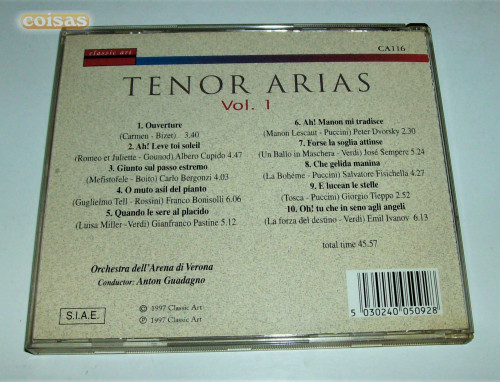 coisas
classic art
CA116
TENOR ARIAS
Vol. 1
1. Ouverture
(Carmen - Bizet) 3,40
2. Ah! Leve toi soleil
(Romeo et Juliette - Gounod) Albero Cupido 4.47
3. Giunto sul passo estremo
(Mefistofele - Boito) Carlo Bergonzi 4.03
4. O muto asil del pianto
(Guglielmo Tell - Rossini) Franco Bonisolli 6.06
5. Quando le sere al placido
(Luisa Miller - Verdi) Gianfranco Pastine 5.12
6. Ah! Manon mi tradisce
(Manon Lescaut - Puccini) Peter Dvorsky 2.30
7. Forse la soglia attinse
(Un Ballo in Maschera - Verdi) José Sempere 5.24
8. Che gelida manina
(La Bohéme - Puccini) Salvatore Fisichella 4.27
9. E lucean le stelle
(Tosca - Puccini) Giorgio Tieppo 2.52
10. Oh! tu che in seno agli angeli
(La forza del destino - Verdi) Emil Ivanov 6.13
total time 45.57
Orchestra dell'Arena di Verona
Conductor: Anton Guadagno
S.I.A.E.
© 1997 Classic Art
℗ 1997 Classic Art
5 030240 050928